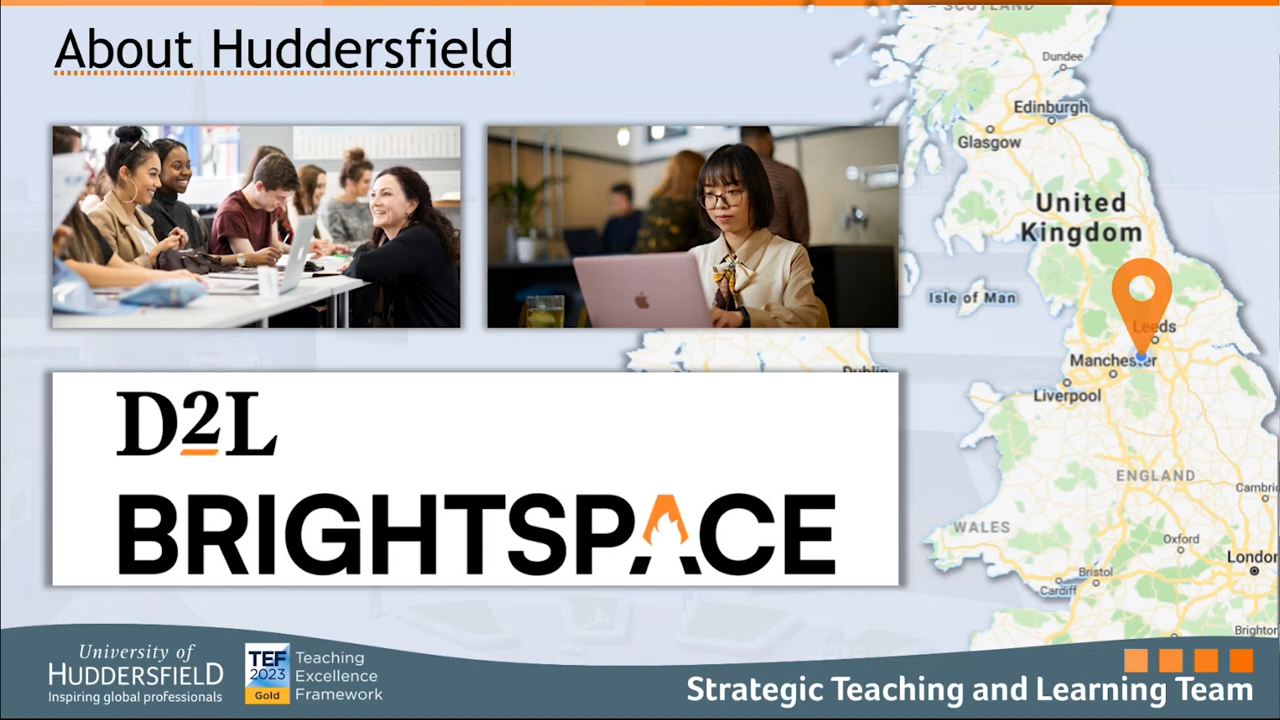 About Huddersfield
SCOTLAND
Dundee
Edinburgh
Glasgow
United
Kingdom
Isle of Man
Leeds
Manchester
Liverpool
Dublin
ENGLAND
WALES
Oxford
London
Bristol
Cardiff
Brighton
D2L
BRIGHTSPACE
University of
HUDDERSFIELD
Inspiring global professionals
TEF
2023
Gold
Teaching
Excellence
Framework
Strategic Teaching and Learning Team